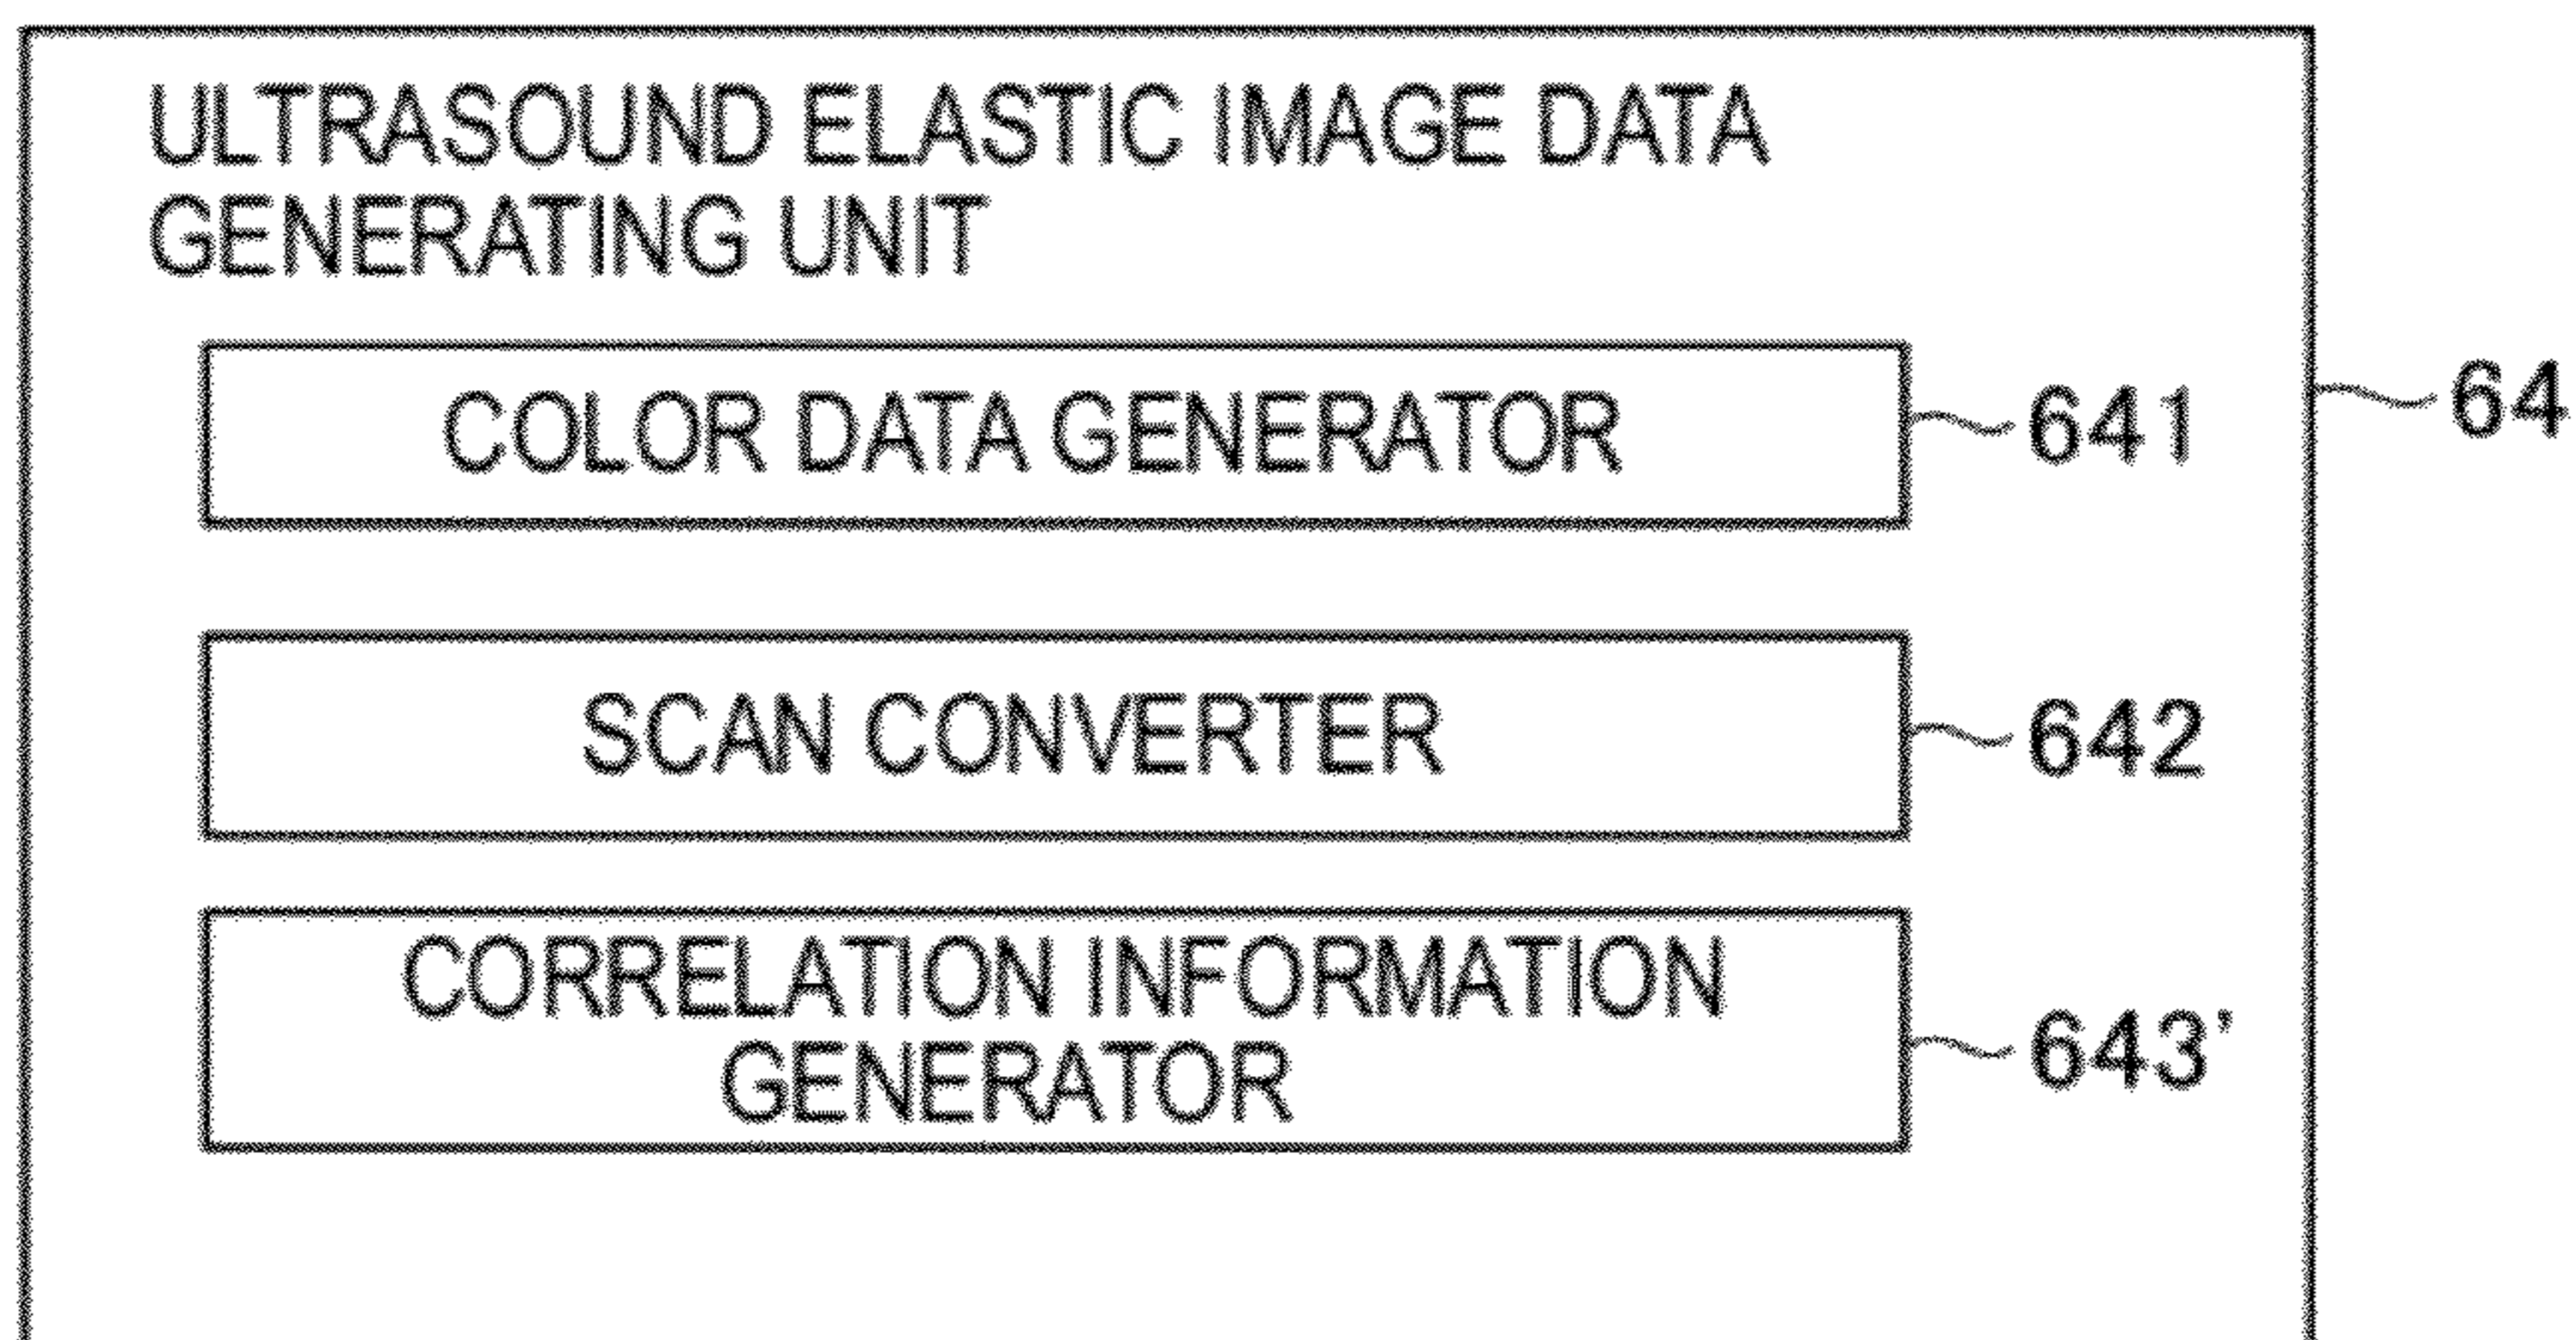 ULTRASOUND ELASTIC IMAGE DATA
GENERATING UNIT
COLOR DATA GENERATOR
641
64
SCAN CONVERTER
642
CORRELATION INFORMATION
GENERATOR
643'